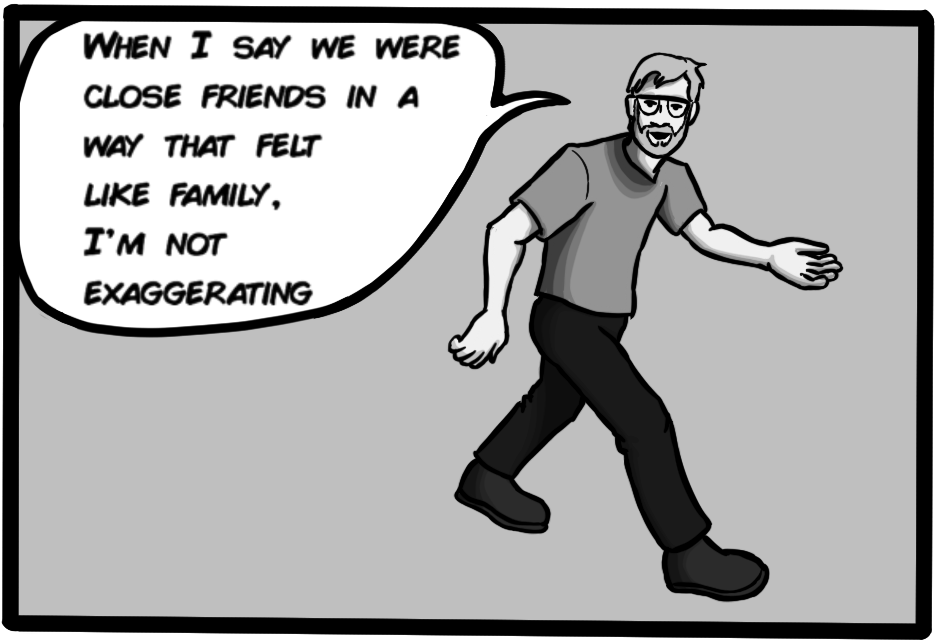 WHEN I SAY WE WERE
CLOSE FRIENDS IN A
WAY THAT FELT
LIKE FAMILY,
I'M NOT
EXAGGERATING